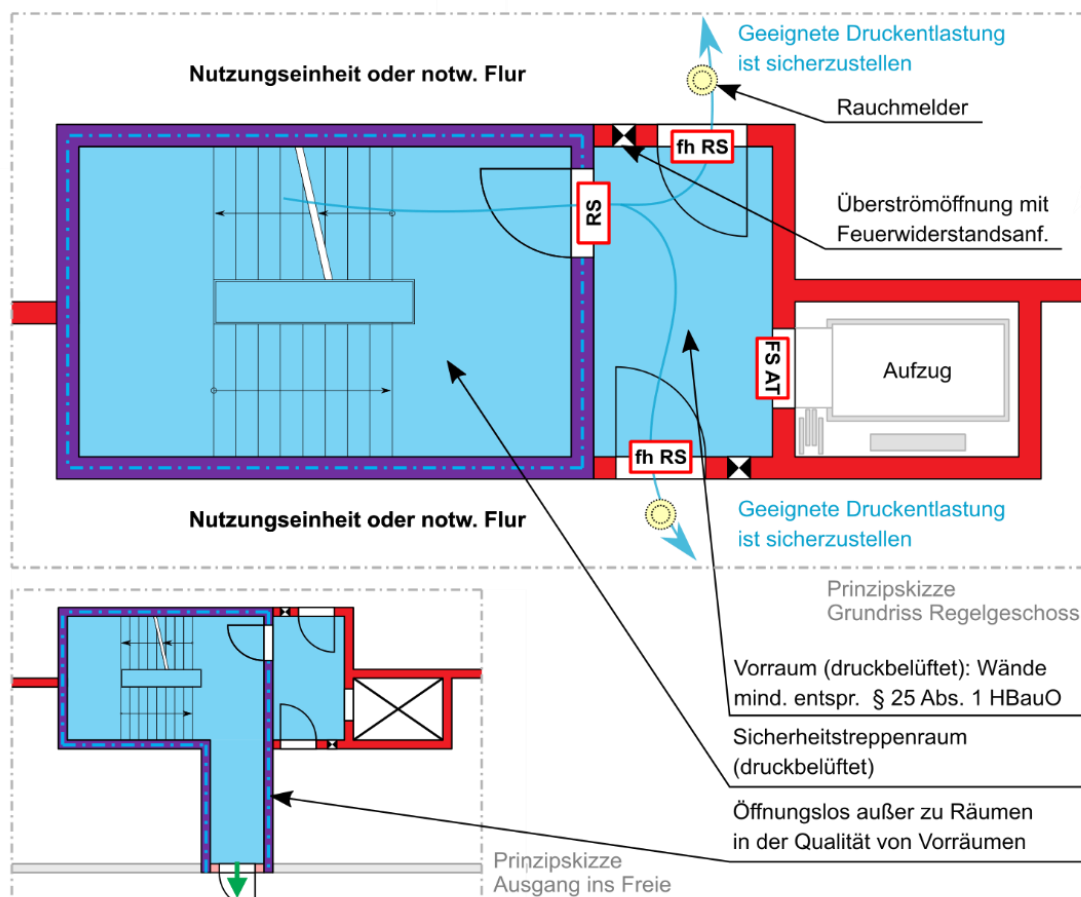 Geeignete Druckentlastung
ist sicherzustellen
Nutzungseinheit oder notw. Flur
Rauchmelder
fh RS
RS
Überströmöffnung mit
Feuerwiderstandsanf.
FS AT
Aufzug
fh RS
Nutzungseinheit oder notw. Flur
Geeignete Druckentlastung
ist sicherzustellen
Prinzipskizze
Grundriss Regelgeschoss
Vorraum (druckbelüftet): Wände
mind. entspr. § 25 Abs. 1 HBauO
Sicherheitstreppenraum
(druckbelüftet)
Öffnungslos außer zu Räumen
in der Qualität von Vorräumen
Prinzipskizze
Ausgang ins Freie